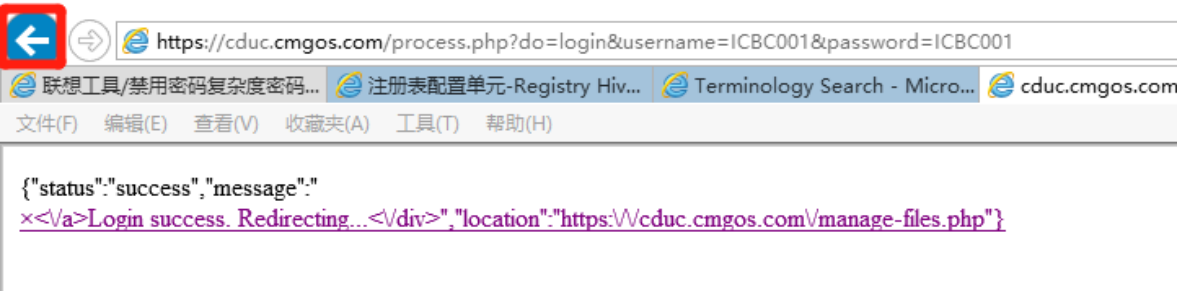 https://cduc.cmgos.com/process.php?do=login&username=ICBC001&password=ICBC001
联想工具/禁用密码复杂度密码... 注册表配置单元-Registry Hiv... Terminology Search - Micro... cduc.cmgos.com
文件(F) 编辑(E) 查看(V) 收藏夹(A) 工具(T) 帮助(H)
{"status":"success","message":"
×<\/a>Login success. Redirecting...<\/div>","location":"https:\/\/cduc.cmgos.com\/manage-files.php"}